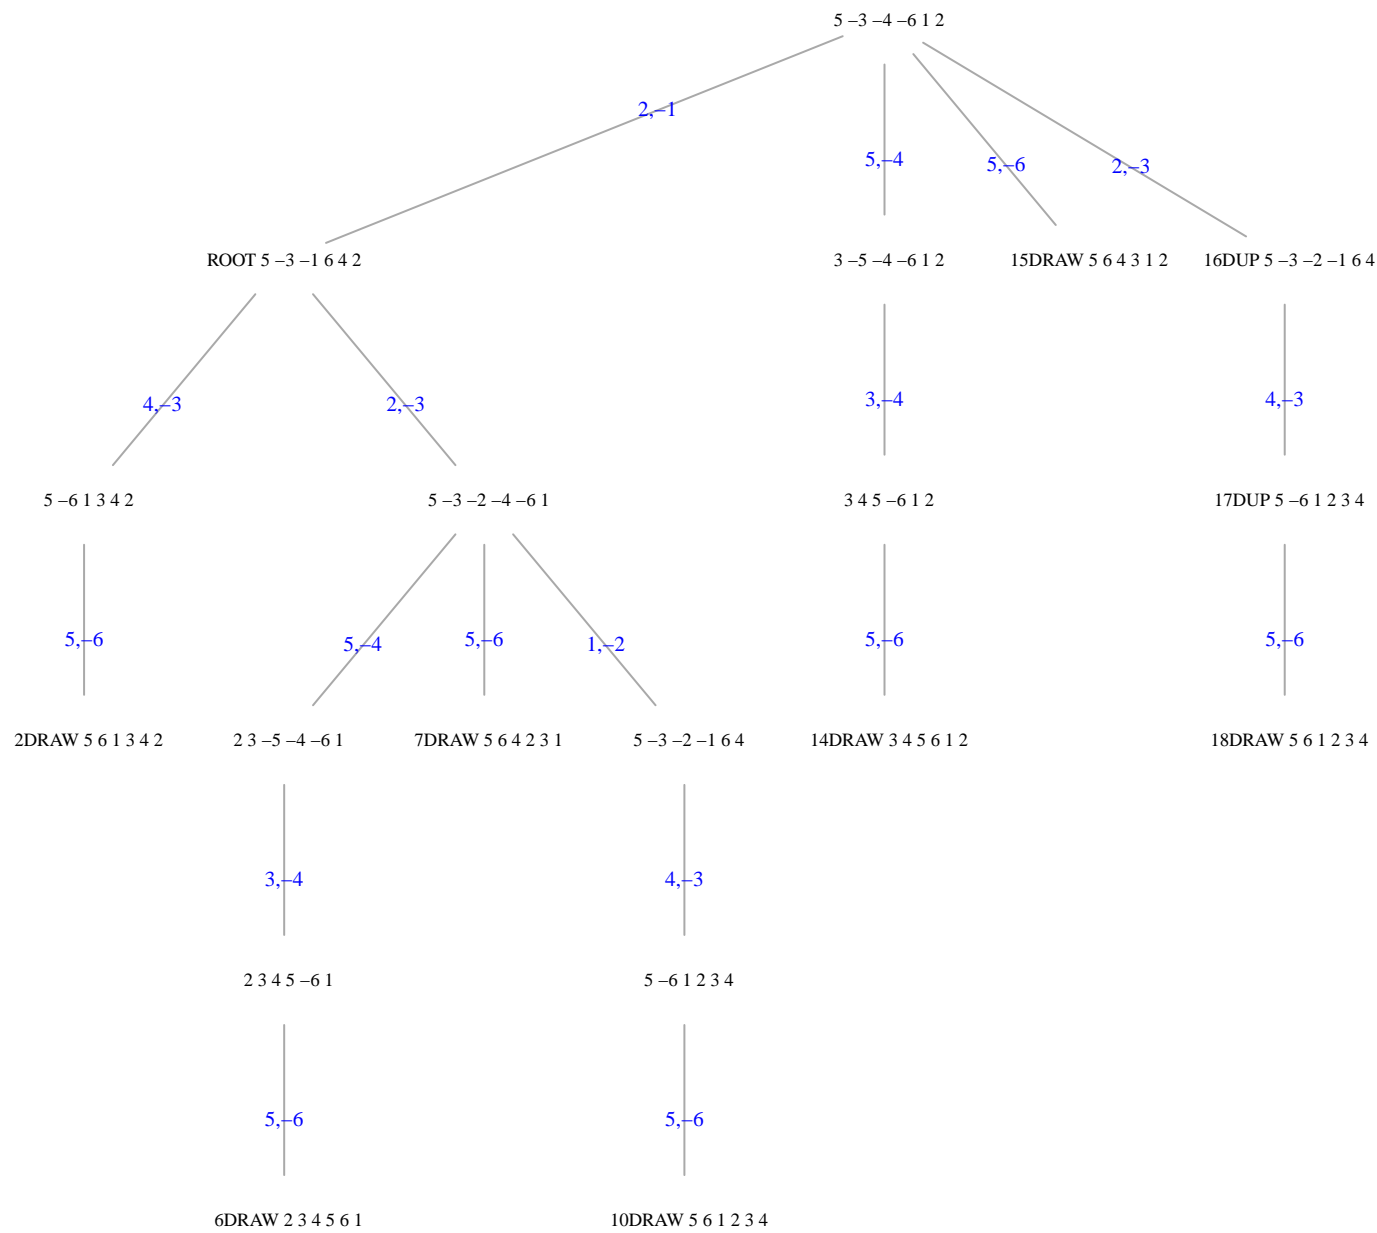 5 –3 –4 –6 1 2
2,–1
5,–4
5,–6
2,–3
ROOT 5 –3 –1 6 4 2
3 –5 –4 –6 1 2
15DRAW 5 6 4 3 1 2
16DUP 5 –3 –2 –1 6 4
4,–3
2,–3
3,–4
4,–3
5 –6 1 3 4 2
5 –3 –2 –4 –6 1
3 4 5 –6 1 2
17DUP 5 –6 1 2 3 4
5,–6
5,–4
5,–6
1,–2
5,–6
5,–6
2DRAW 5 6 1 3 4 2
2 3 –5 –4 –6 1
7DRAW 5 6 4 2 3 1
5 –3 –2 –1 6 4
14DRAW 3 4 5 6 1 2
18DRAW 5 6 1 2 3 4
3,–4
4,–3
2 3 4 5 –6 1
5 –6 1 2 3 4
5,–6
5,–6
6DRAW 2 3 4 5 6 1
10DRAW 5 6 1 2 3 4